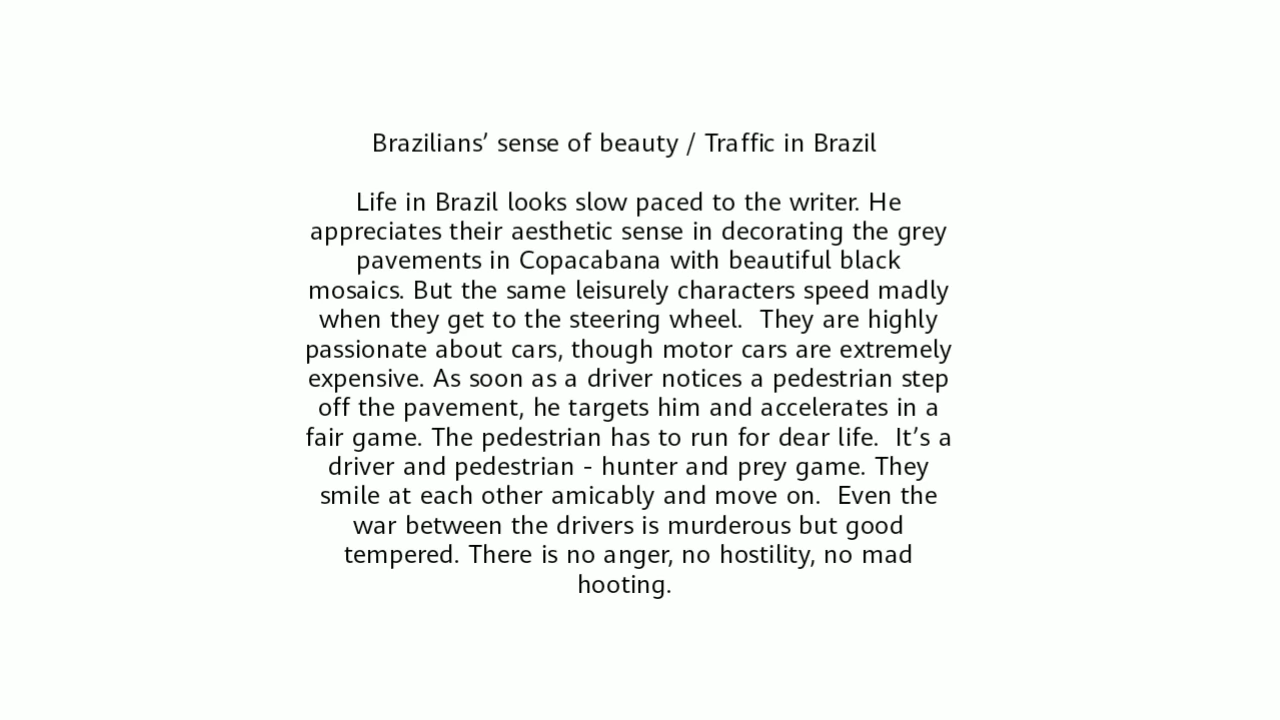 Brazilians’ sense of beauty / Traffic in Brazil
Life in Brazil looks slow paced to the writer. He
appreciates their aesthetic sense in decorating the grey
pavements in Copacabana with beautiful black
mosaics. But the same leisurely characters speed madly
when they get to the steering wheel.  They are highly
passionate about cars, though motor cars are extremely
expensive. As soon as a driver notices a pedestrian step
off the pavement, he targets him and accelerates in a
fair game. The pedestrian has to run for dear life.  It’s a
driver and pedestrian - hunter and prey game. They
smile at each other amicably and move on.  Even the
war between the drivers is murderous but good
tempered. There is no anger, no hostility, no mad
hooting.